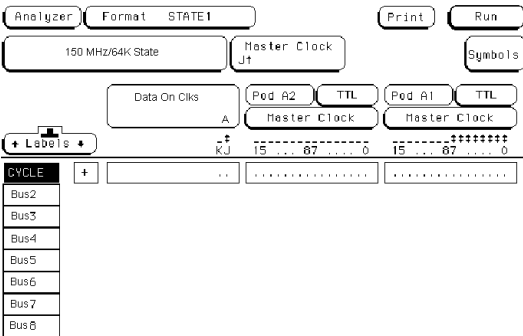 Analyzer Format STATE1 Print Run
150 MHz/64K State Master Clock J↑ Symbols
Data On Clks A Pod A2 TTL Pod A1 TTL
Master Clock Master Clock
↑ Labels ↓ KJ 15 ... 87 .... 0 15 ... 87 .... 0
CYCLE + .. ................ ................
Bus2
Bus3
Bus4
Bus5
Bus6
Bus7
Bus8